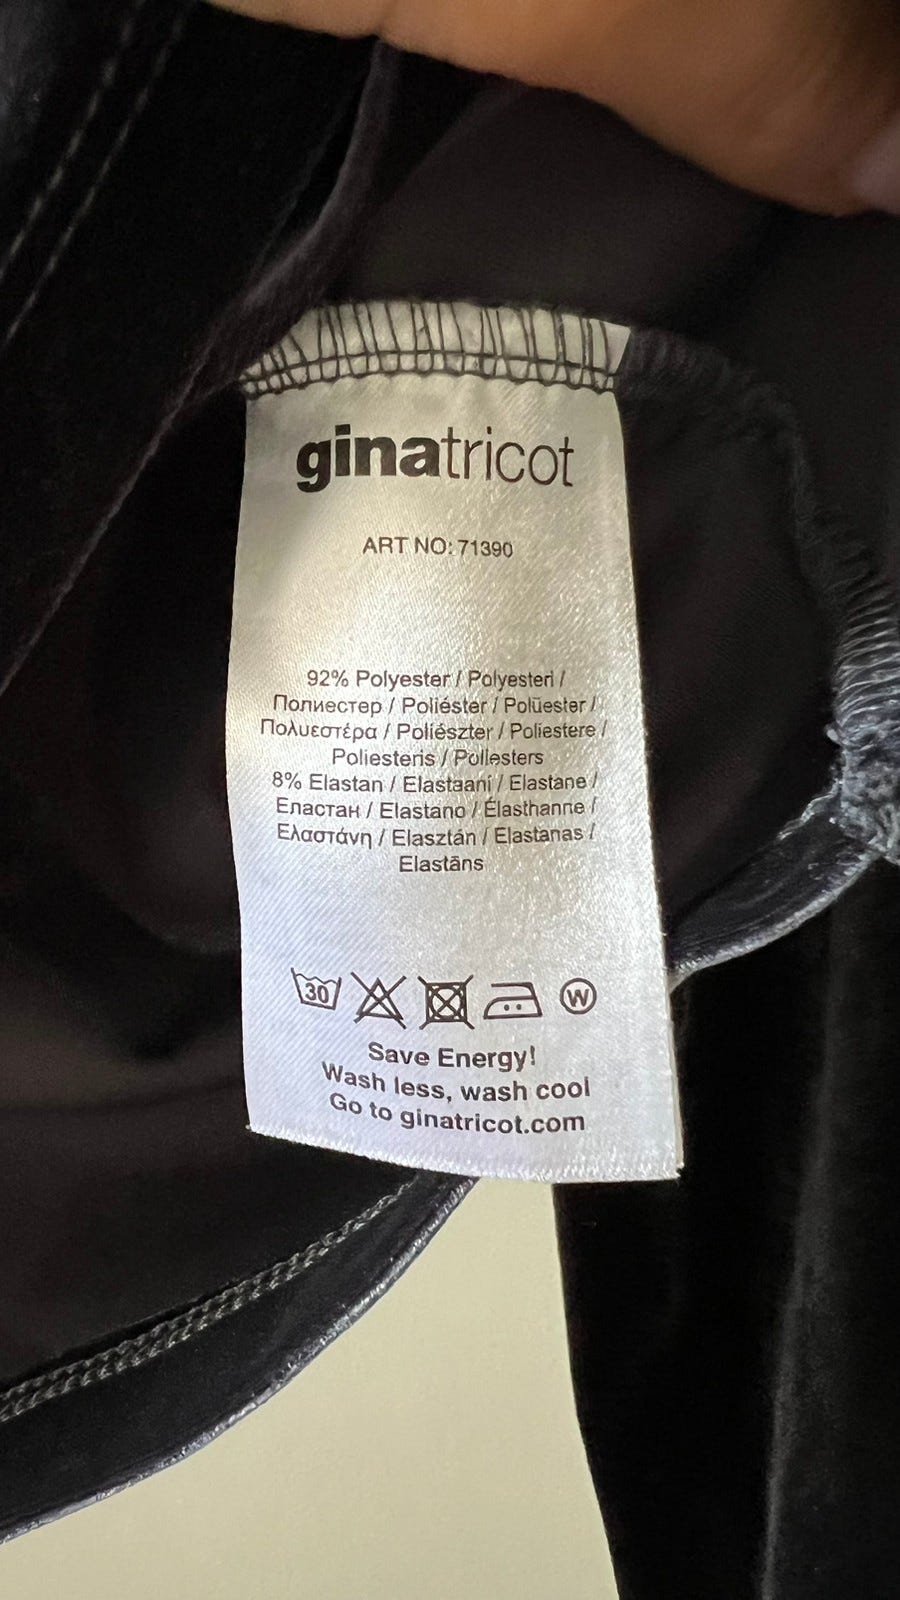 ginatricot
ART NO: 71390
92% Polyester / Polyesteri /
Полиестер / Poliéster / Polüester /
Πολυεστέρα / Poliészter / Poliestere /
Poliesteris / Poliesters
8% Elastan / Elastaani / Elastane /
Еластан / Elastano / Élasthanne /
Ελαστάνη / Elasztán / Elastanas /
Elastāns
30 W
Save Energy!
Wash less, wash cool
Go to ginatricot.com